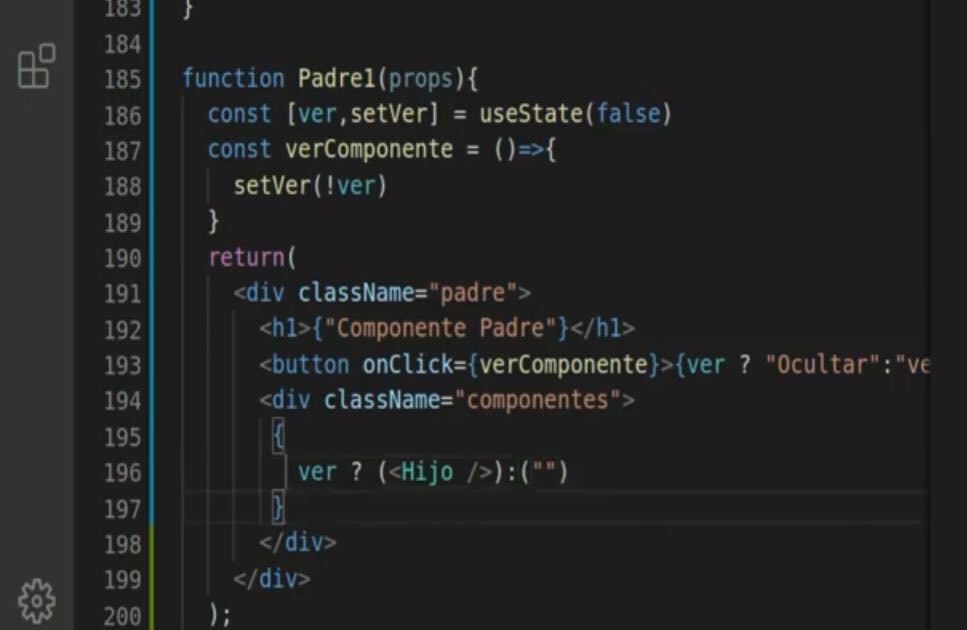 183 }
184
185 function Padre1(props){
186 const [ver,setVer] = useState(false)
187 const verComponente = ()=>{
188 setVer(!ver)
189 }
190 return(
191 <div className="padre">
192 <h1>{"Componente Padre"}</h1>
193 <button onClick={verComponente}>{ver ? "Ocultar":"ve
194 <div className="componentes">
195 {
196 ver ? (<Hijo />):("")
197 }
198 </div>
199 </div>
200 );